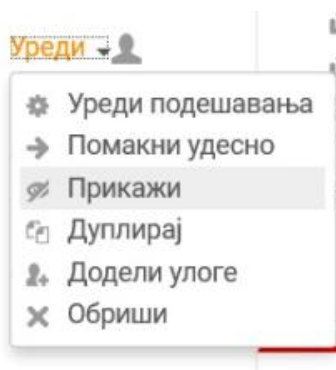 Уреди
Уреди подешавања
Помакни удесно
Прикажи
Дуплирај
Додели улоге
Обриши